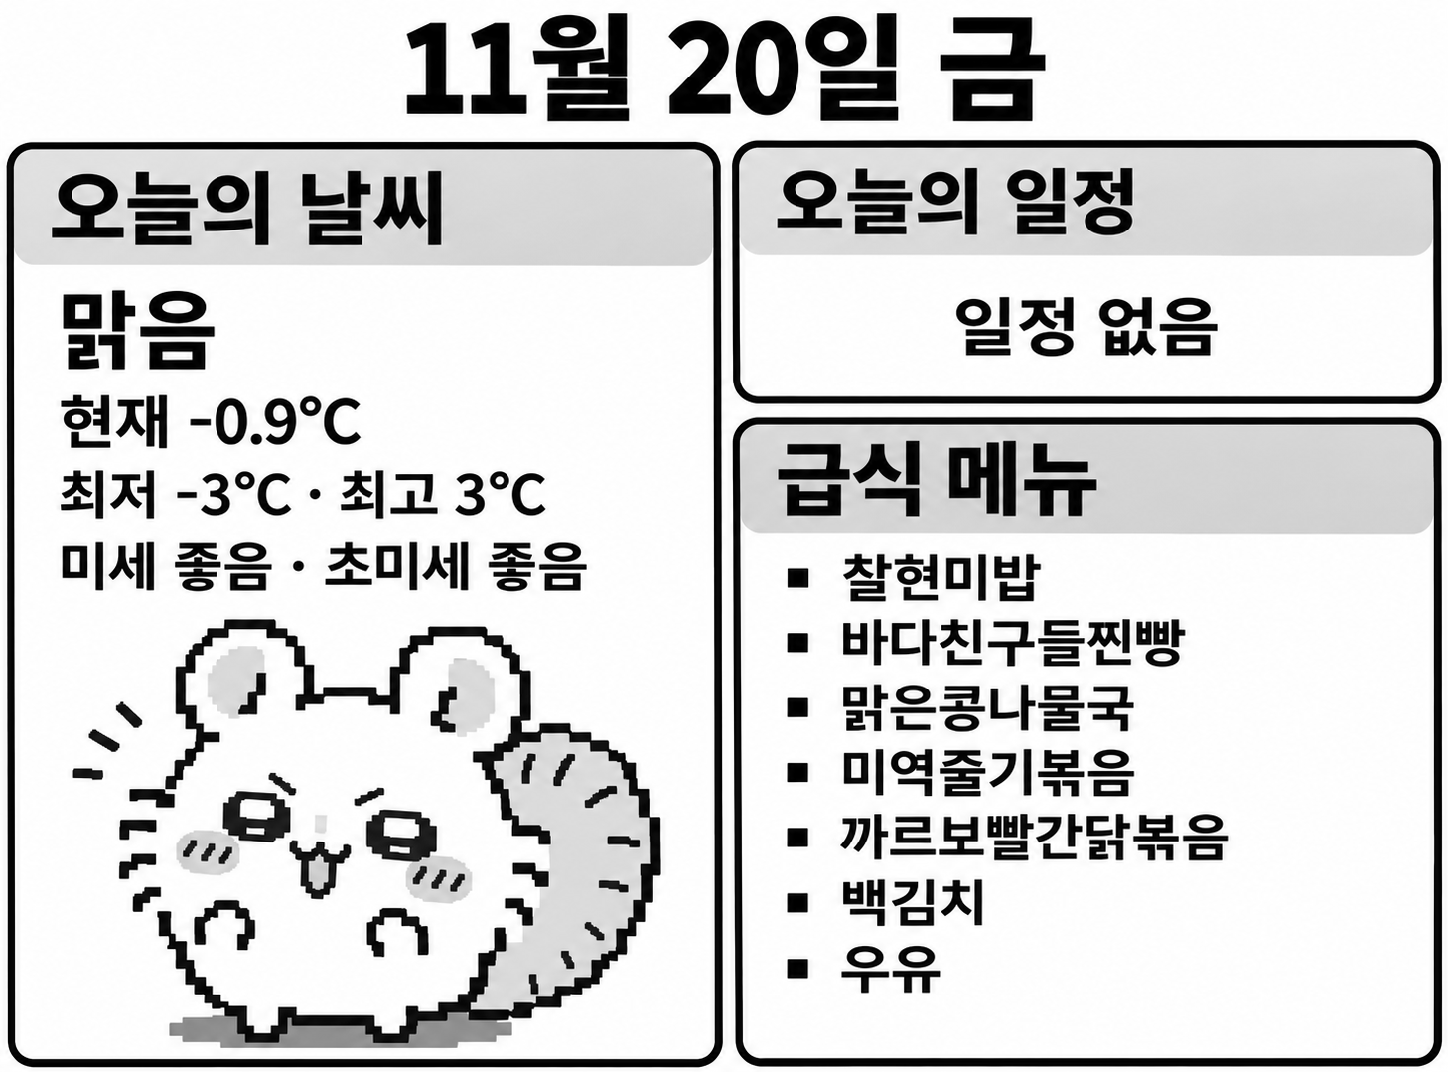 11월 20일 금
오늘의 날씨
맑음
현재 -0.9°C
최저 -3°C · 최고 3°C
미세 좋음 · 초미세 좋음
오늘의 일정
일정 없음
급식 메뉴
▪ 찰현미밥
▪ 바다친구들찐빵
▪ 맑은콩나물국
▪ 미역줄기볶음
▪ 까르보빨간닭볶음
▪ 백김치
▪ 우유